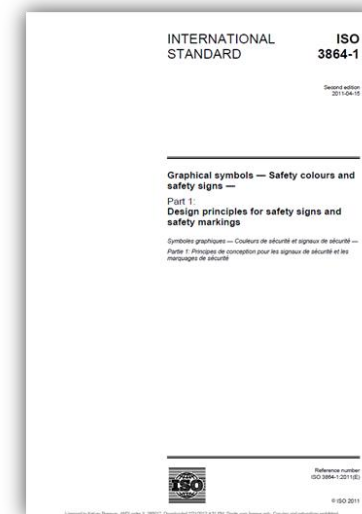 INTERNATIONAL STANDARD
ISO 3864-1
Second edition
2011-04-15
Graphical symbols — Safety colours and
safety signs —
Part 1:
Design principles for safety signs and
safety markings
Symboles graphiques — Couleurs de sécurité et signaux de sécurité —
Partie 1: Principes de conception pour les signaux de sécurité et les
marquages de sécurité
ISO
Reference number
ISO 3864-1:2011(E)
© ISO 2011